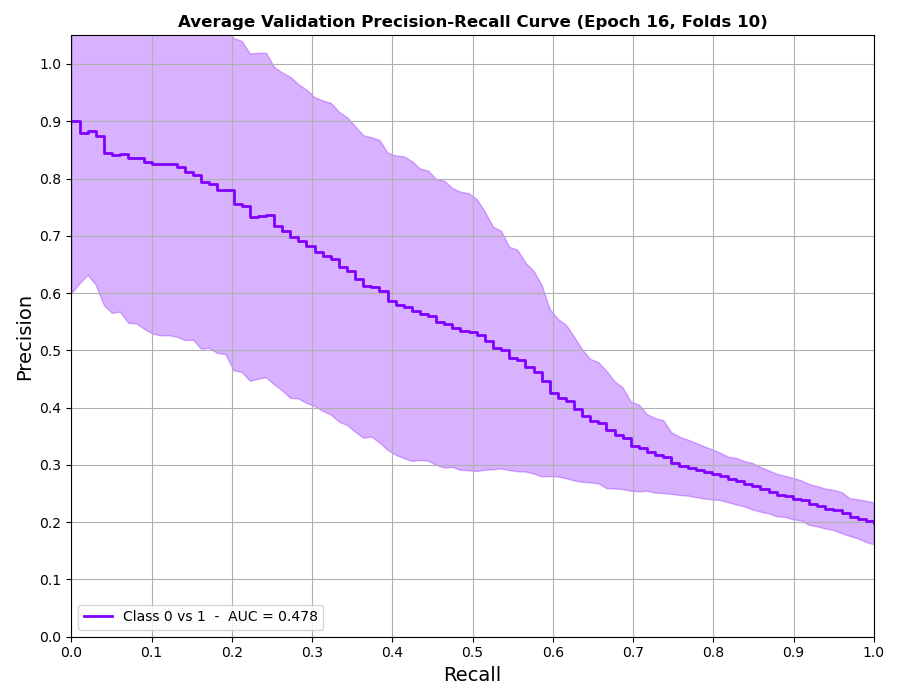 Average Validation Precision-Recall Curve (Epoch 16, Folds 10)
Precision
1.0
0.9
0.8
0.7
0.6
0.5
0.4
0.3
0.2
0.1
0.0
Class 0 vs 1 - AUC = 0.478
0.0 0.1 0.2 0.3 0.4 0.5 0.6 0.7 0.8 0.9 1.0
Recall